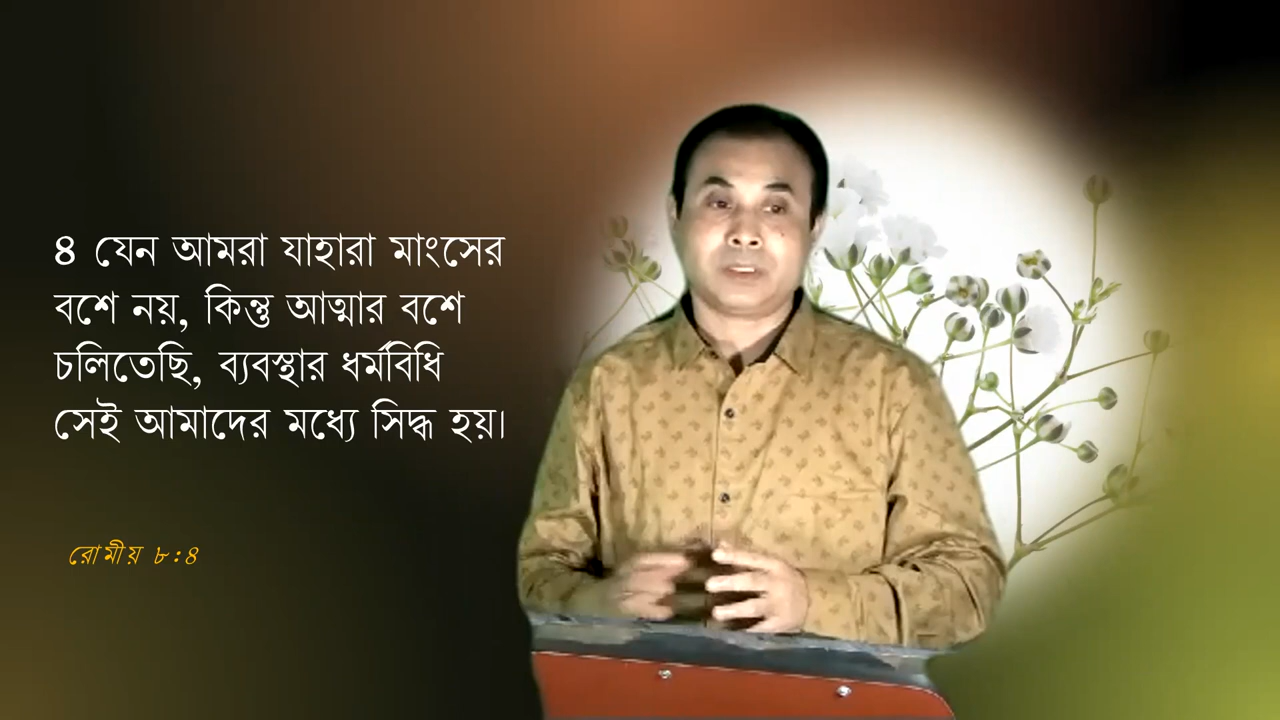 ৪ যেন আমরা যাহারা মাংসের
বশে নয়, কিন্তু আত্মার বশে
চলিতেছি, ব্যবস্থার ধর্মবিধি
সেই আমাদের মধ্যে সিদ্ধ হয়।
রোমীয় ৮:৪